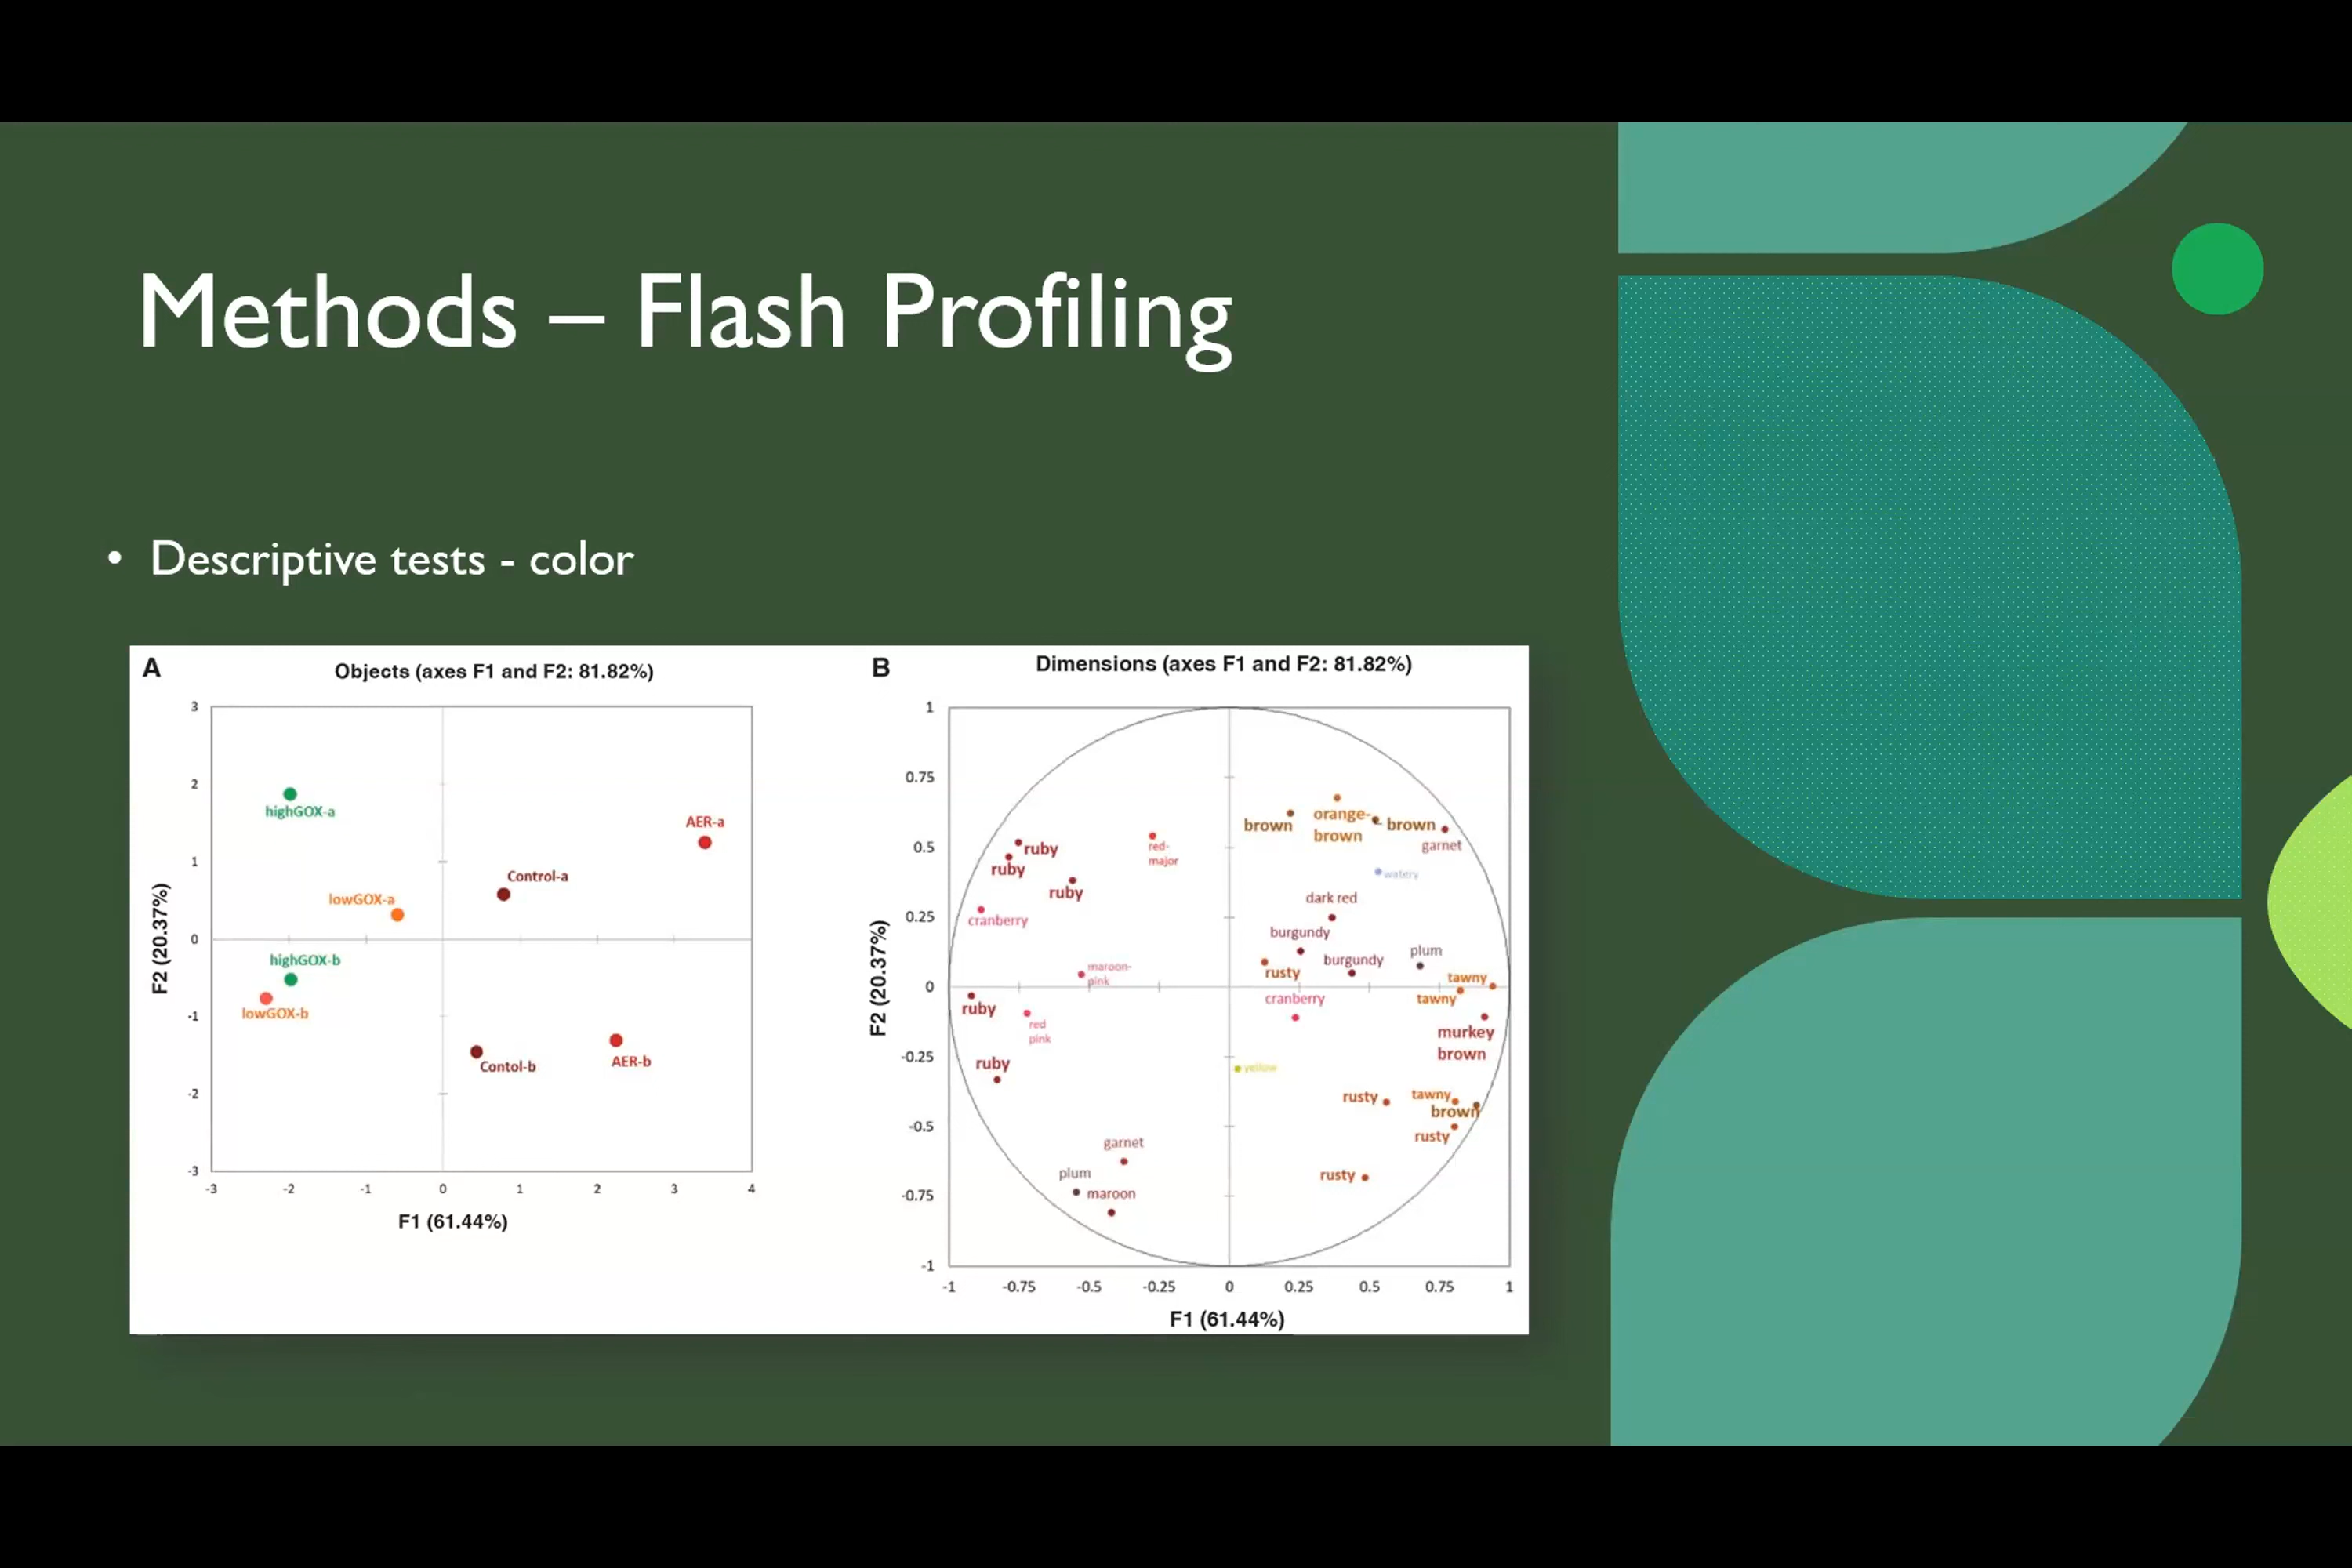 Methods – Flash Profiling
• Descriptive tests - color
A
Objects (axes F1 and F2: 81.82%)
3
2
1
0
-1
-2
-3
F2 (20.37%)
highGOX-a
AER-a
Control-a
lowGOX-a
highGOX-b
lowGOX-b
Contol-b
AER-b
-3 -2 -1 0 1 2 3 4
F1 (61.44%)
B
Dimensions (axes F1 and F2: 81.82%)
1
0.75
0.5
0.25
0
-0.25
-0.5
-0.75
-1
F2 (20.37%)
orange-
brown
brown
brown
garnet
ruby
ruby
ruby
red-
major
watery
cranberry
dark red
burgundy
burgundy
plum
maroon-
pink
rusty
tawny
tawny
cranberry
ruby
red
pink
murkey
brown
ruby
yellow
rusty
tawny
brown
rusty
garnet
plum
maroon
rusty
-1 -0.75 -0.5 -0.25 0 0.25 0.5 0.75 1
F1 (61.44%)